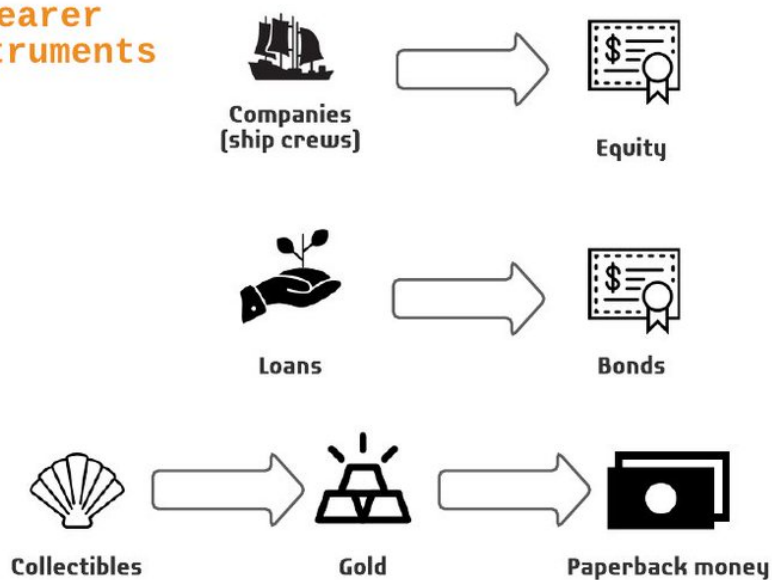 earer
truments
Companies
(ship crews)
Equity
Loans
Bonds
Collectibles
Gold
Paperback money